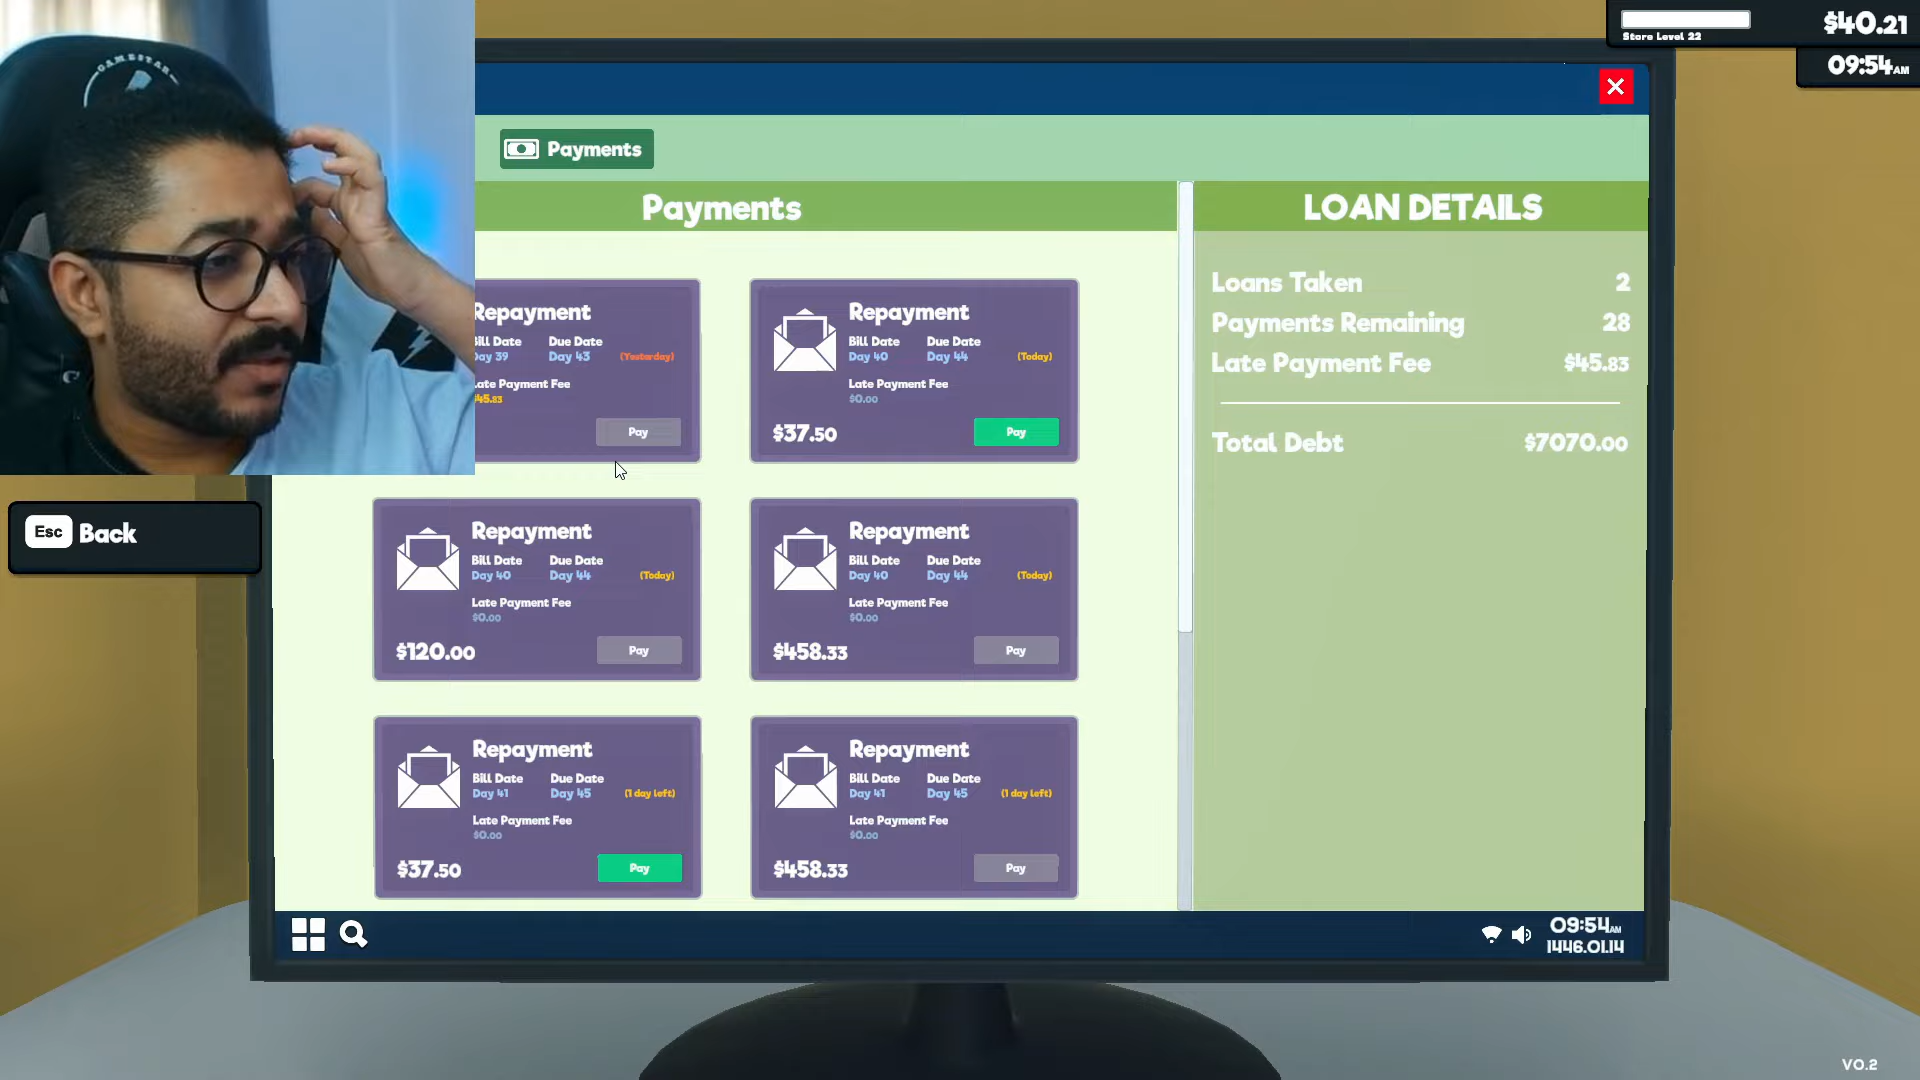 $40.21
Store Level 22
09:54AM
GAMESTAR
Payments
Payments
LOAN DETAILS
Repayment
Bill Date Due Date
Day 39 Day 43 (Yesterday)
Late Payment Fee
$45.83
Pay
Repayment
Bill Date Due Date
Day 40 Day 44 (Today)
Late Payment Fee
$0.00
$37.50 Pay
Loans Taken 2
Payments Remaining 28
Late Payment Fee $45.83
Total Debt $7070.00
Esc Back
Repayment
Bill Date Due Date
Day 40 Day 44 (Today)
Late Payment Fee
$0.00
$120.00 Pay
Repayment
Bill Date Due Date
Day 40 Day 44 (Today)
Late Payment Fee
$0.00
$458.33 Pay
Repayment
Bill Date Due Date
Day 41 Day 45 (1 day left)
Late Payment Fee
$0.00
$37.50 Pay
Repayment
Bill Date Due Date
Day 41 Day 45 (1 day left)
Late Payment Fee
$0.00
$458.33 Pay
09:54AM
1446.01.14
V0.2